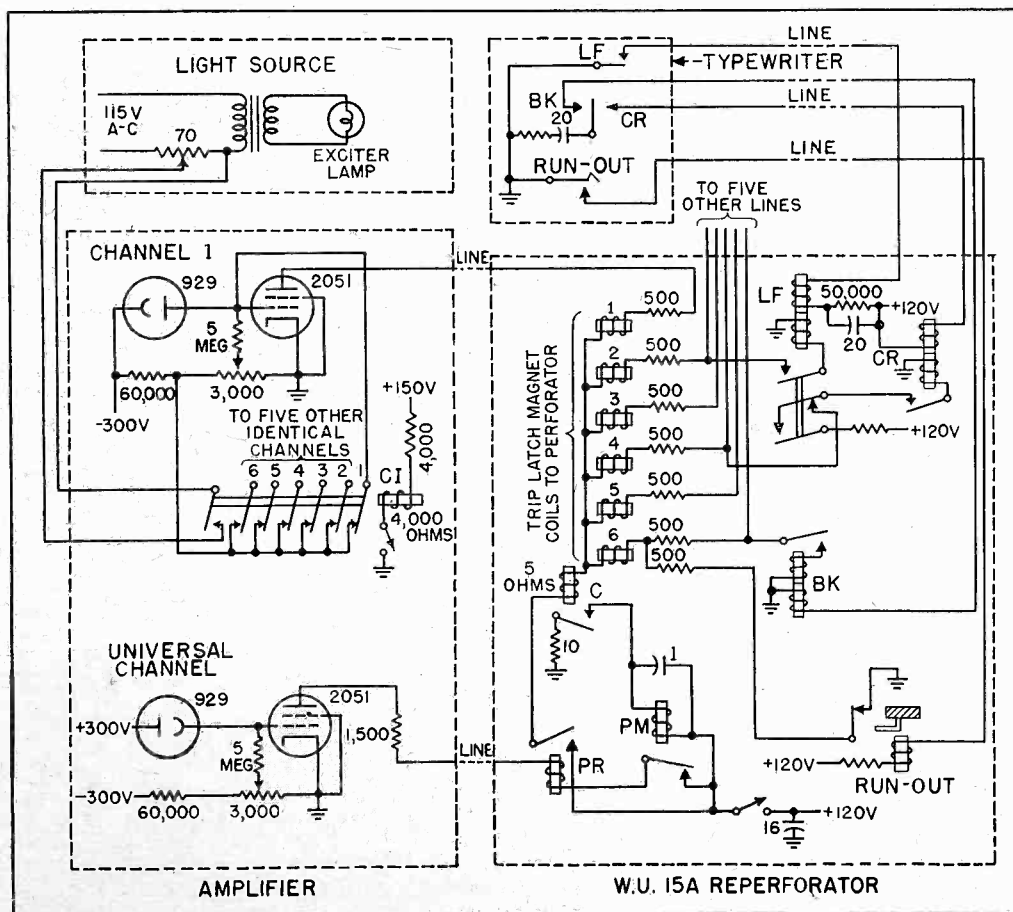 LIGHT SOURCE
115V
A-C
70
EXCITER
LAMP
LF
LINE
TYPEWRITER
BK
20
CR
LINE
RUN-OUT
LINE
TO FIVE
OTHER LINES
CHANNEL 1
929
2051
5
MEG
60,000
3,000
-300V
+150V
4,000
TO FIVE OTHER
IDENTICAL
CHANNELS
6 5 4 3 2 1
CI
4,000
OHMS
LINE
TRIP LATCH MAGNET
COILS TO PERFORATOR
1
500
2
500
3
500
4
500
5
500
6
500
500
LF
50,000
+120V
20
CR
+120V
5
OHMS
C
10
BK
1
PM
UNIVERSAL
CHANNEL
929
2051
+300V
5
MEG
1,500
-300V
60,000
3,000
LINE
PR
+120V
RUN-OUT
16
+120V
AMPLIFIER
W.U. 15A REPERFORATOR